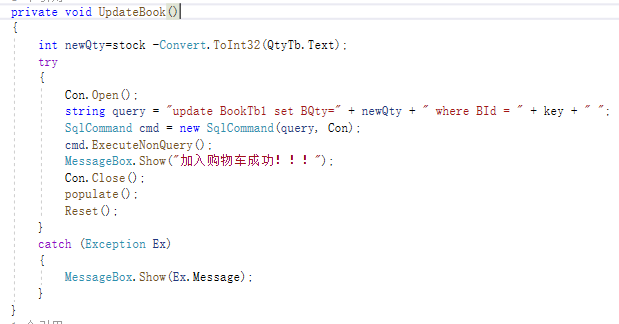 private void UpdateBook()
{
int newQty=stock -Convert.ToInt32(QtyTb.Text);
try
{
Con.Open();
string query = "update BookTb1 set BQty=" + newQty + " where BId = " + key + " ";
SqlCommand cmd = new SqlCommand(query, Con);
cmd.ExecuteNonQuery();
MessageBox.Show("加入购物车成功！！！");
Con.Close();
populate();
Reset();
}
catch (Exception Ex)
{
MessageBox.Show(Ex.Message);
}
}